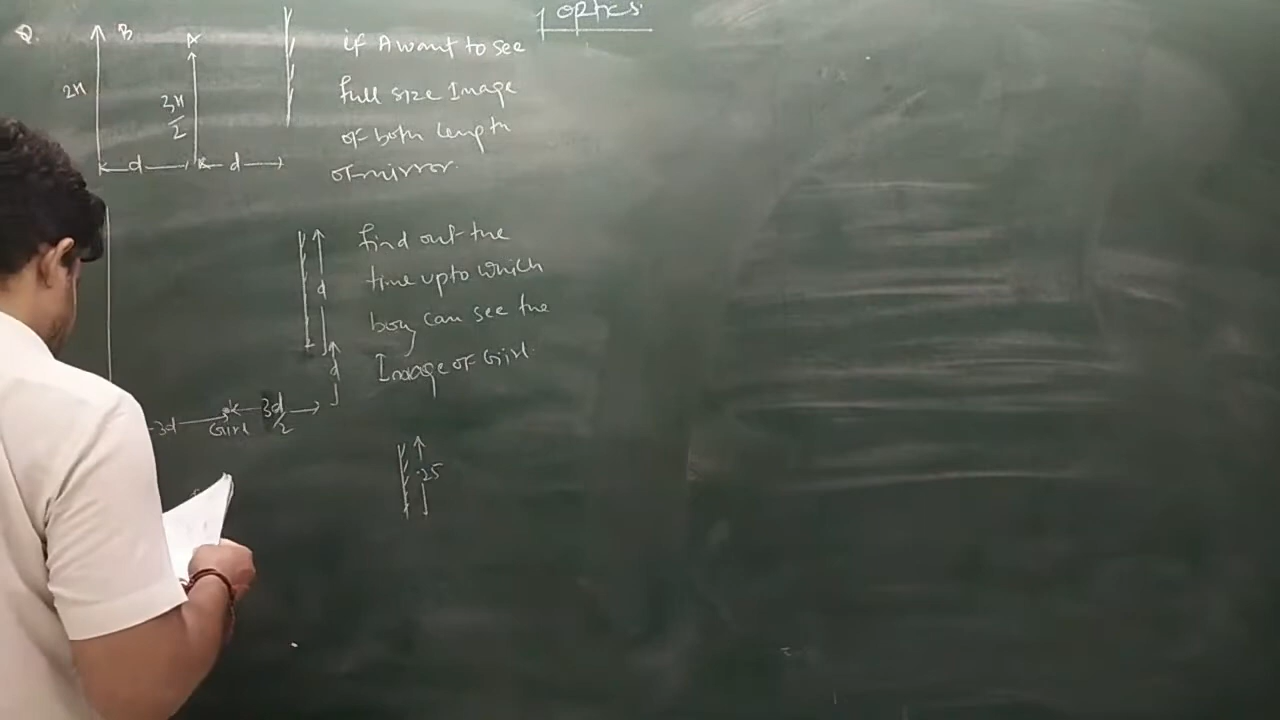 optics.
Q.
B
A
2H
3H/2
d
d
if A want to see
full size Image
of both length
of mirror.
d
d
find out the
time upto which
boy can see the
Image of Girl.
3d
Girl
3d/2
.25